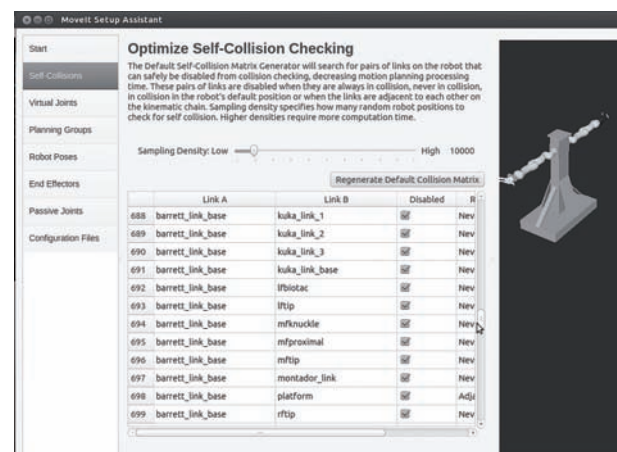 MoveIt Setup Assistant
Start
Self-Collisions
Virtual Joints
Planning Groups
Robot Poses
End Effectors
Passive Joints
Configuration Files
Optimize Self-Collision Checking
The Default Self-Collision Matrix Generator will search for pairs of links on the robot that
can safely be disabled from collision checking, decreasing motion planning processing
time. These pairs of links are disabled when they are always in collision, never in collision,
in collision in the robot's default position or when the links are adjacent to each other on
the kinematic chain. Sampling density specifies how many random robot positions to
check for self collision. Higher densities require more computation time.
Sampling Density: Low High 10000
Regenerate Default Collision Matrix
Link A Link B Disabled R
688 barrett_link_base kuka_link_1 Nev
689 barrett_link_base kuka_link_2 Nev
690 barrett_link_base kuka_link_3 Nev
691 barrett_link_base kuka_link_base Nev
692 barrett_link_base lfbiotac Nev
693 barrett_link_base lftip Nev
694 barrett_link_base mfknuckle Nev
695 barrett_link_base mfproximal Nev
696 barrett_link_base mftip Nev
697 barrett_link_base montador_link Nev
698 barrett_link_base platform Adja
699 barrett_link_base rftip Nev